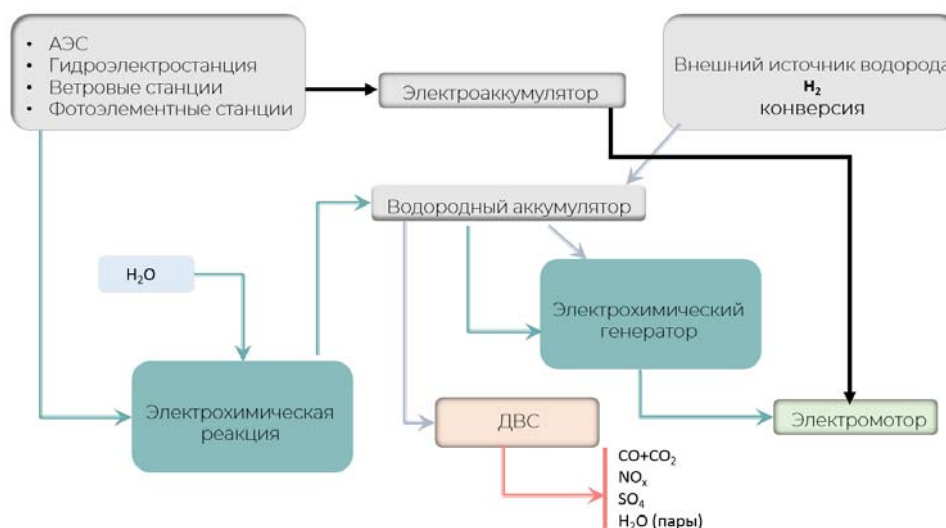 • АЭС
• Гидроэлектростанция
• Ветровые станции
• Фотоэлементные станции
Электроаккумулятор
Внешний источник водорода
H₂
конверсия
Водородный аккумулятор
H₂O
Электрохимический
генератор
Электрохимическая
реакция
ДВС
Электромотор
CO+CO₂
NOₓ
SO₄
H₂O (пары)